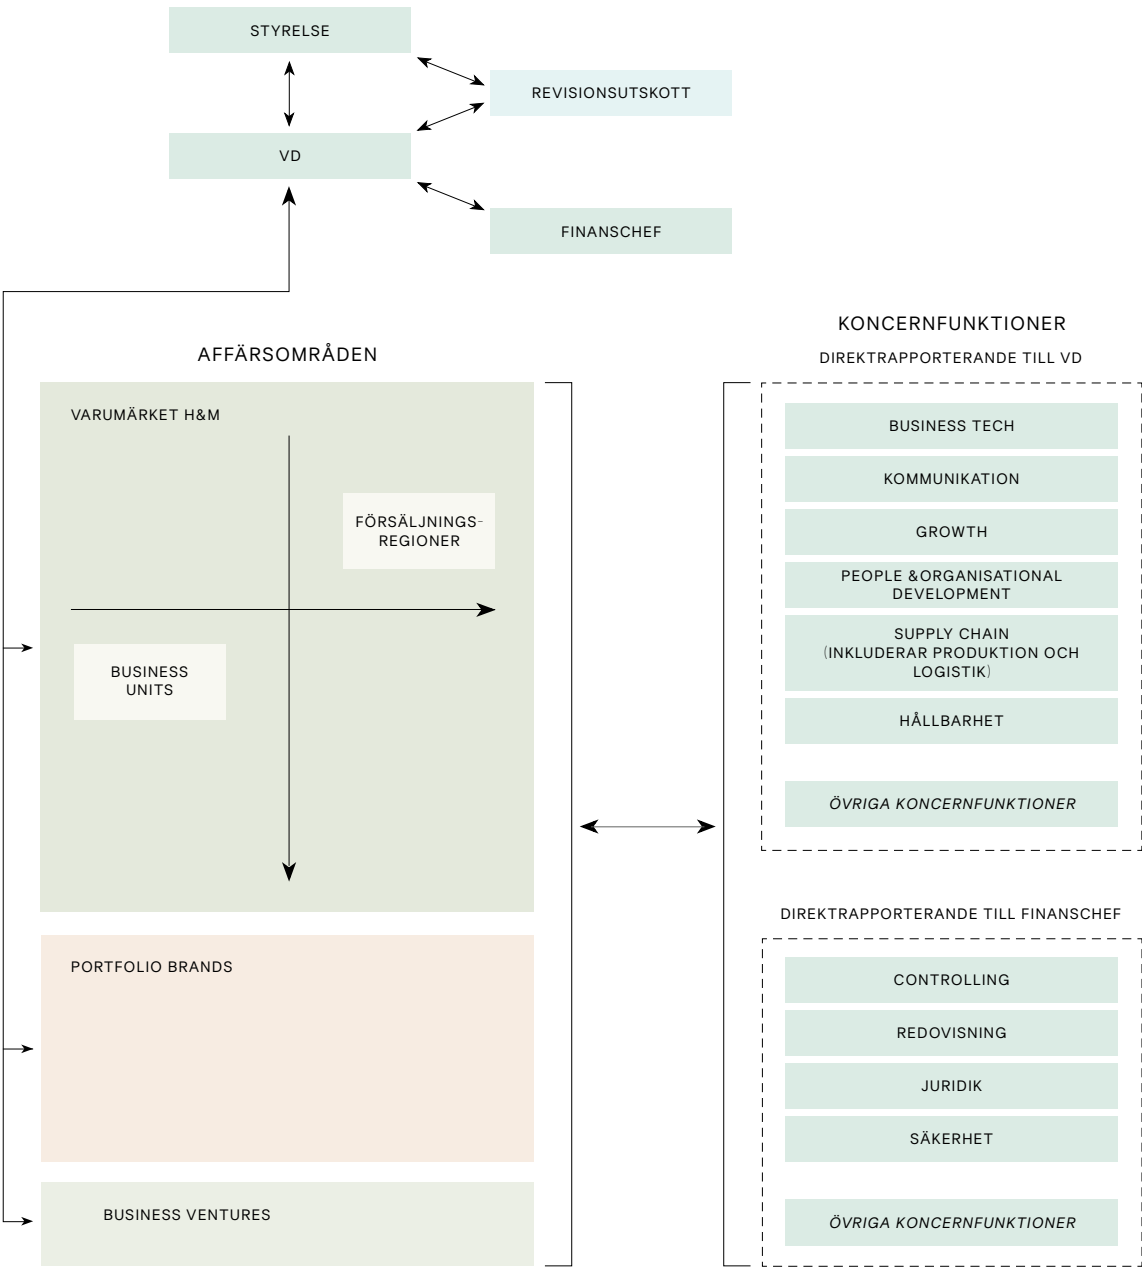 STYRELSE
REVISIONSUTSKOTT
VD
FINANSCHEF
AFFÄRSOMRÅDEN
VARUMÄRKET H&M
FÖRSÄLJNINGS-
REGIONER
BUSINESS
UNITS
PORTFOLIO BRANDS
BUSINESS VENTURES
KONCERNFUNKTIONER
DIREKTRAPPORTERANDE TILL VD
BUSINESS TECH
KOMMUNIKATION
GROWTH
PEOPLE &ORGANISATIONAL
DEVELOPMENT
SUPPLY CHAIN
(INKLUDERAR PRODUKTION OCH
LOGISTIK)
HÅLLBARHET
ÖVRIGA KONCERNFUNKTIONER
DIREKTRAPPORTERANDE TILL FINANSCHEF
CONTROLLING
REDOVISNING
JURIDIK
SÄKERHET
ÖVRIGA KONCERNFUNKTIONER